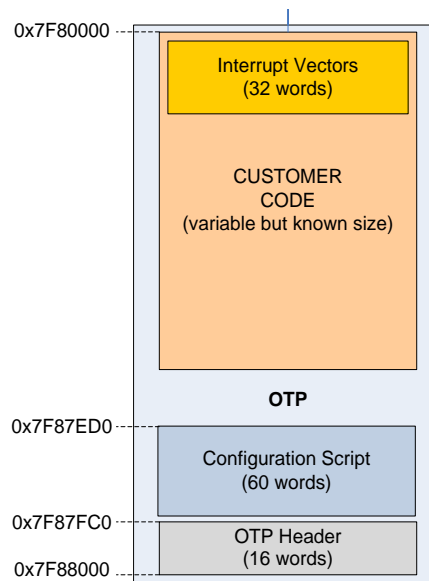 0x7F80000
Interrupt Vectors
(32 words)
CUSTOMER
CODE
(variable but known size)
OTP
0x7F87ED0
Configuration Script
(60 words)
0x7F87FC0
OTP Header
(16 words)
0x7F88000